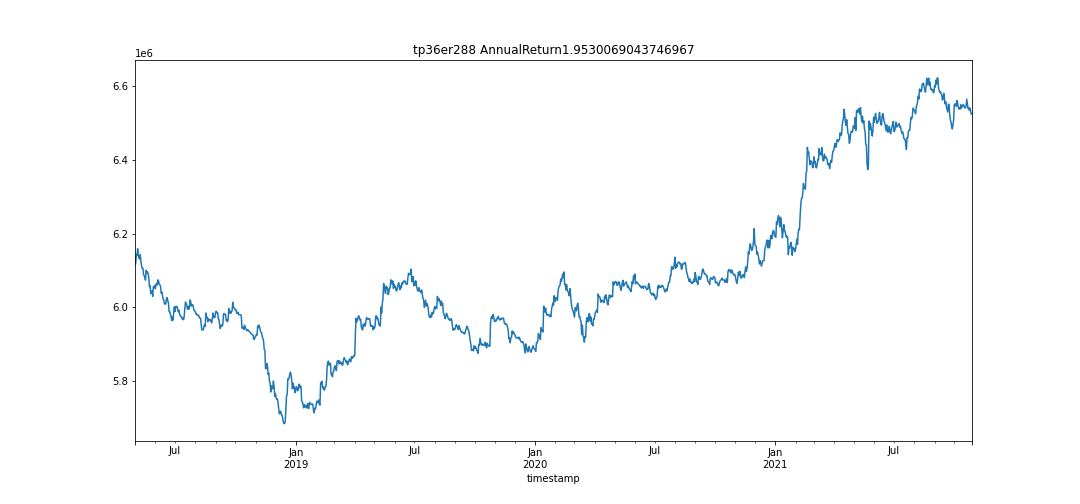 tp36er288 AnnualReturn1.9530069043746967
1e6
6.6
6.4
6.2
6.0
5.8
Jul Jan Jul Jan Jul Jan Jul
2019 2020 2021
timestamp